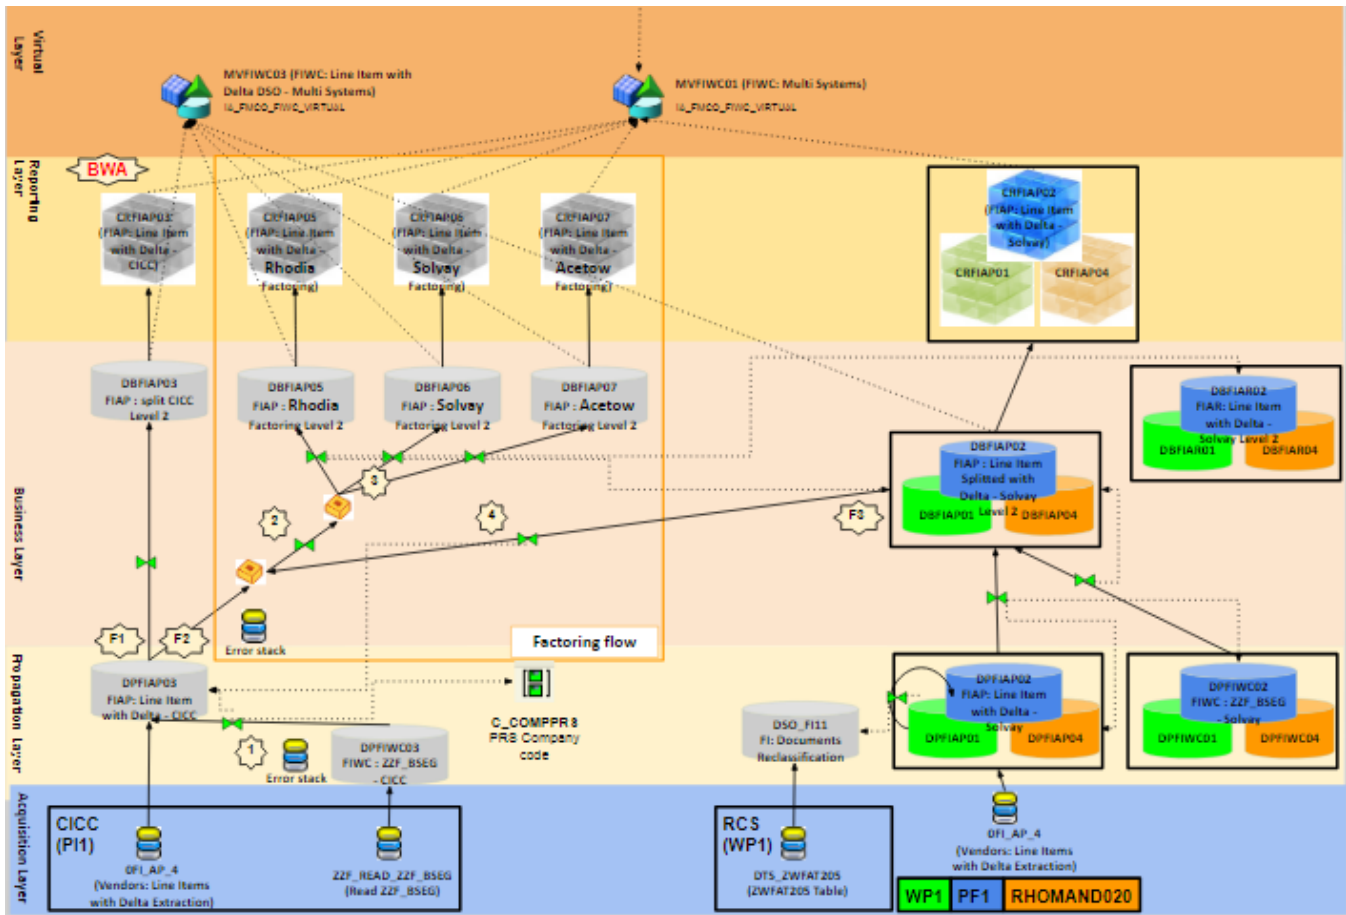 Virtual
Layer
MVFIWC03 (FIWC: Line Item with
Delta DSO - Multi Systems)
IA_FMCO_FIWC_VIRTUAL
MVFIWC01 (FIWC: Multi Systems)
IA_FMCO_FIWC_VIRTUAL
Reporting
Layer
BWA
CRFIAP03
(FIAP: Line Item
with Delta -
CICC)
CRFIAP05
(FIAP: Line Item
with Delta -
Rhodia
Factoring)
CRFIAP06
(FIAP: Line Item
with Delta -
Solvay
Factoring)
CRFIAP07
(FIAP: Line Item
with Delta -
Acetow
Factoring)
CRFIAP02
(FIAP: Line Item
with Delta -
Solvay)
CRFIAP01
CRFIAP04
Business Layer
DBFIAP03
FIAP : split CICC
Level 2
DBFIAP05
FIAP : Rhodia
Factoring Level 2
DBFIAP06
FIAP : Solvay
Factoring Level 2
DBFIAP07
FIAP : Acetow
Factoring Level 2
DBFIAR02
FIAR: Line Item
with Delta -
Solvay Level 2
DBFIAR01
DBFIAR04
DBFIAP02
FIAP : Line Item
Splitted with
Delta - Solvay
Level 2
DBFIAP01
DBFIAP04
3
2
4
F3
F1
F2
Error stack
Factoring flow
Propagation Layer
DPFIAP03
FIAP: Line Item
with Delta - CICC
1
Error stack
DPFIWC03
FIWC : ZZF_BSEG
- CICC
C_COMPPR8
PR8 Company
code
DSO_FI11
FI: Documents
Reclassification
DPFIAP02
FIAP: Line Item
with Delta -
Solvay
DPFIAP01
DPFIAP04
DPFIWC02
FIWC : ZZF_BSEG
- Solvay
DPFIWC01
DPFIWC04
Acquisition Layer
CICC
(PI1)
0FI_AP_4
(Vendors: Line Items
with Delta Extraction)
ZZF_READ_ZZF_BSEG
(Read ZZF_BSEG)
RCS
(WP1)
DTS_ZWFAT205
(ZWFAT205 Table)
0FI_AP_4
(Vendors: Line Items
with Delta Extraction)
WP1
PF1
RHOMAND020